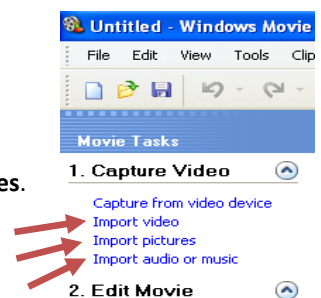 Untitled - Windows Movie
File Edit View Tools Clip
Movie Tasks
1. Capture Video
es.
Capture from video device
Import video
Import pictures
Import audio or music
2. Edit Movie